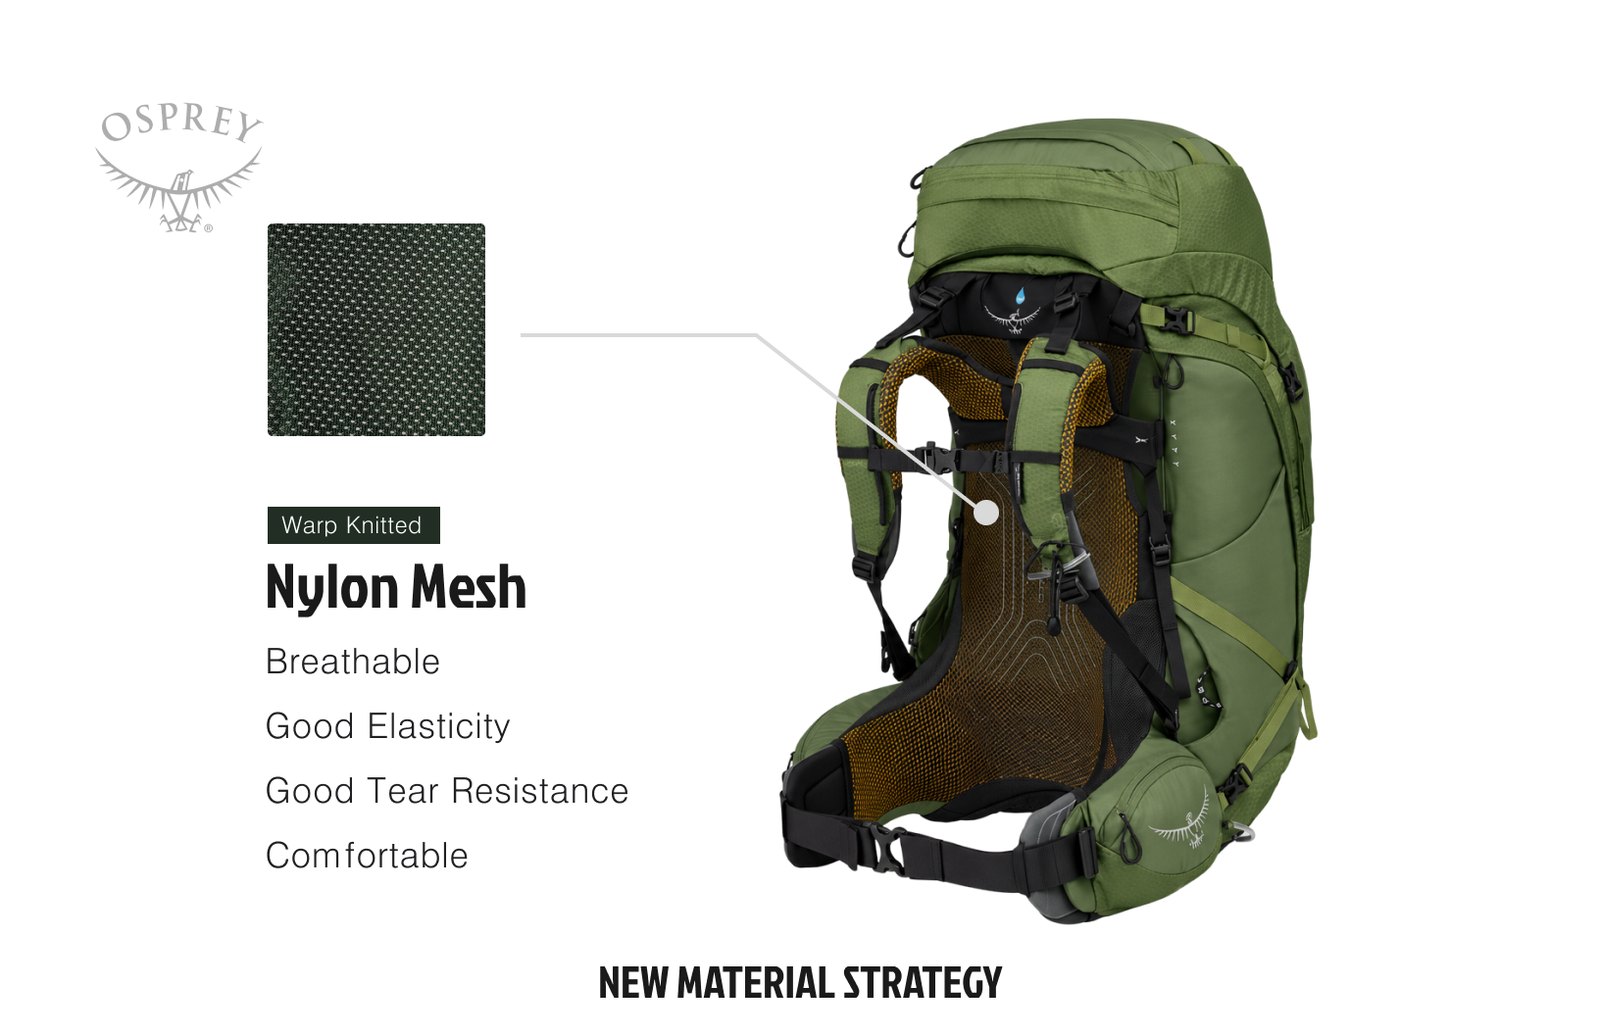 OSPREY
®
Warp Knitted
Nylon Mesh
Breathable
Good Elasticity
Good Tear Resistance
Comfortable
NEW MATERIAL STRATEGY